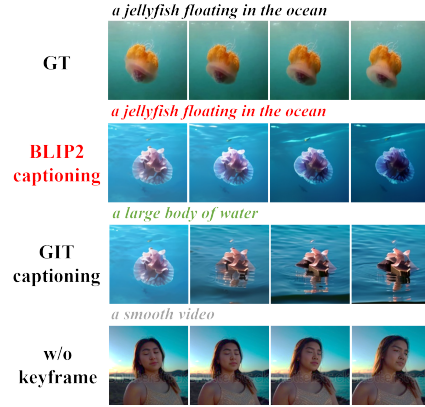 a jellyfish floating in the ocean
GT
a jellyfish floating in the ocean
BLIP2
captioning
a large body of water
GIT
captioning
a smooth video
w/o
keyframe